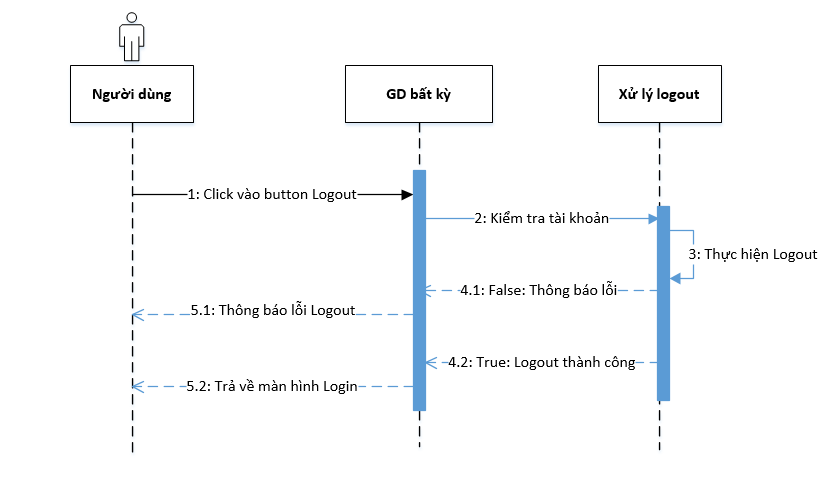 Người dùng
GD bất kỳ
Xử lý logout
1: Click vào button Logout
2: Kiểm tra tài khoản
3: Thực hiện Logout
4.1: False: Thông báo lỗi
5.1: Thông báo lỗi Logout
4.2: True: Logout thành công
5.2: Trả về màn hình Login